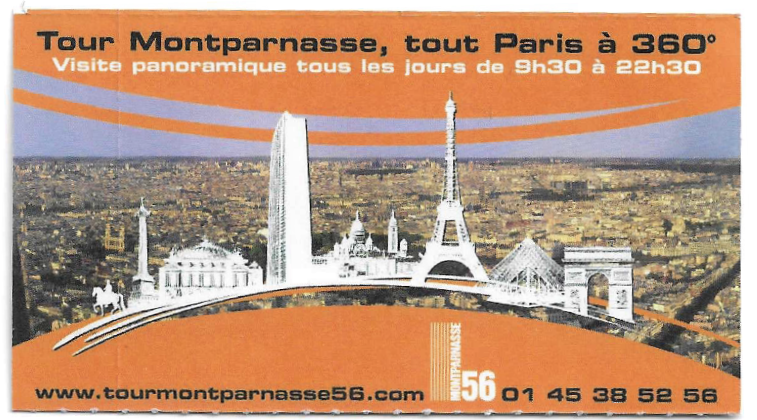 Tour Montparnasse, tout Paris à 360°
Visite panoramique tous les jours de 9h30 à 22h30
www.tourmontparnasse56.com
MONTPARNASSE
56
01 45 38 52 56